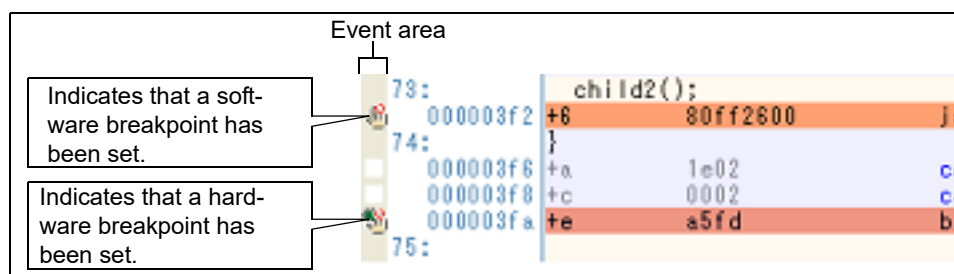 Event area
Indicates that a soft-
ware breakpoint has
been set.
Indicates that a hard-
ware breakpoint has
been set.
73: child2();
000003f2 +6 80ff2600 j
74: }
000003f6 +a 1e02 c
000003f8 +c 0002 c
000003fa +e a5fd b
75: